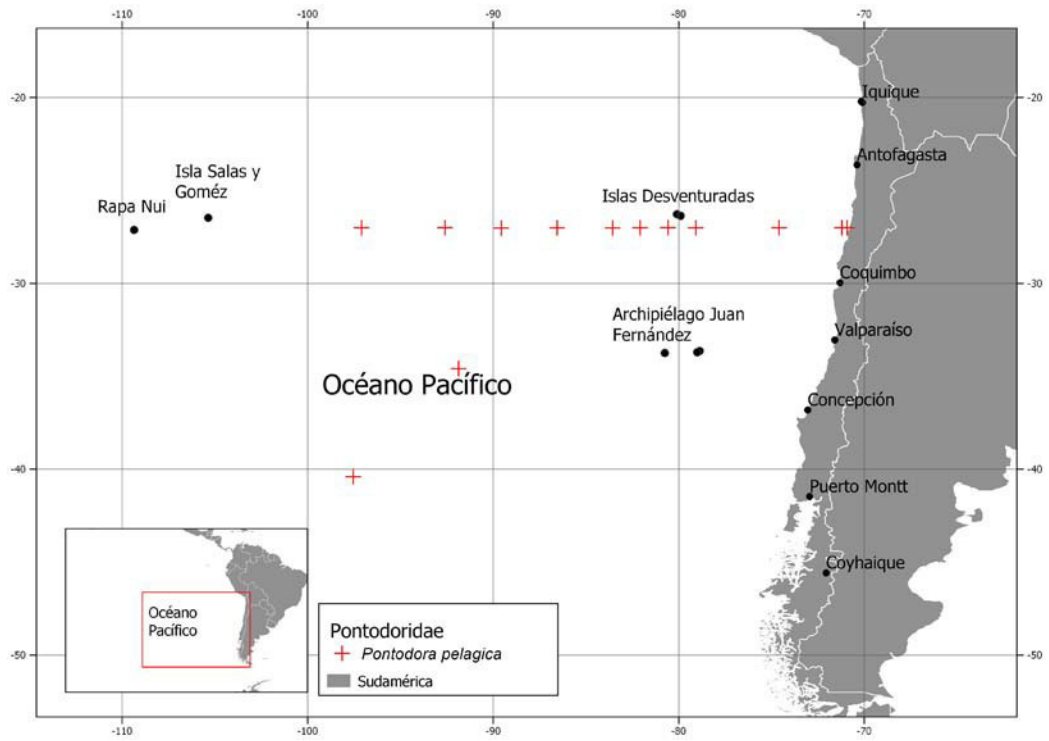 -110 -100 -90 -80 -70
-20 -20
Iquique
Antofagasta
Isla Salas y
Goméz
Rapa Nui
Islas Desventuradas
-30 -30
Coquimbo
Archipiélago Juan
Fernández
Valparaíso
Océano Pacífico
Concepción
-40 -40
Puerto Montt
Coyhaique
Océano
Pacífico
Pontodoridae
Pontodora pelagica
Sudamérica
-50 -50
-110 -100 -90 -80 -70